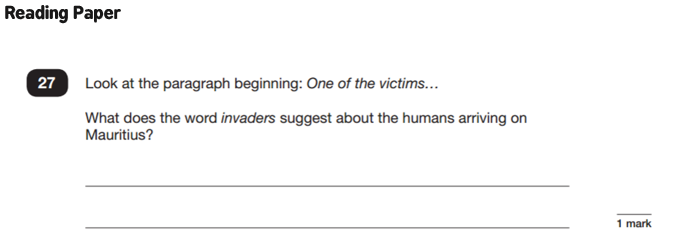 Reading Paper
27 Look at the paragraph beginning: One of the victims...
What does the word invaders suggest about the humans arriving on
Mauritius?
1 mark